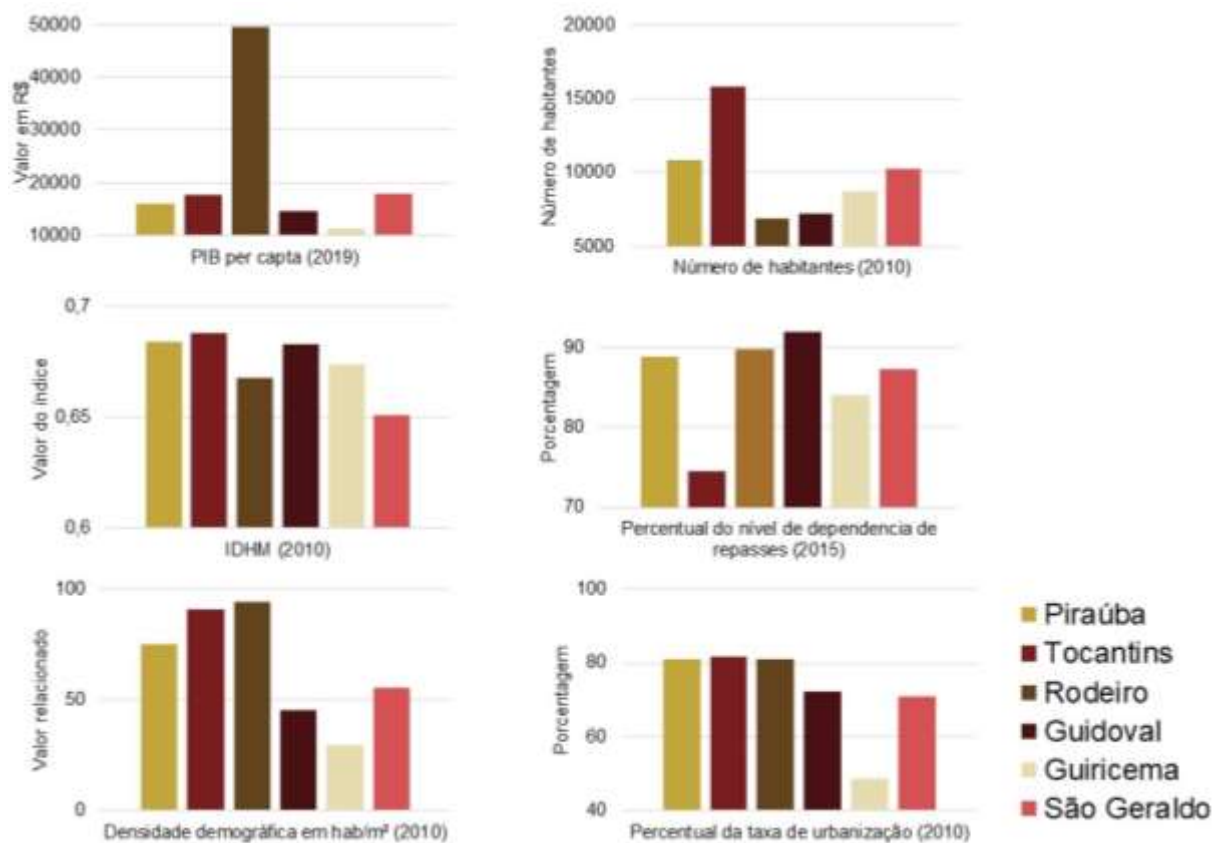 50000
40000
30000
20000
10000
Valor em R$
PIB per capta (2019)
20000
15000
10000
5000
Número de habitantes
Número de habitantes (2010)
0,7
0,65
0,6
Valor do índice
IDHM (2010)
90
80
70
Porcentagem
Percentual do nível de dependencia de
repasses (2015)
100
50
0
Valor relacionado
Densidade demográfica em hab/m² (2010)
100
80
60
40
Porcentagem
Percentual da taxa de urbanização (2010)
Piraúba
Tocantins
Rodeiro
Guidoval
Guiricema
São Geraldo